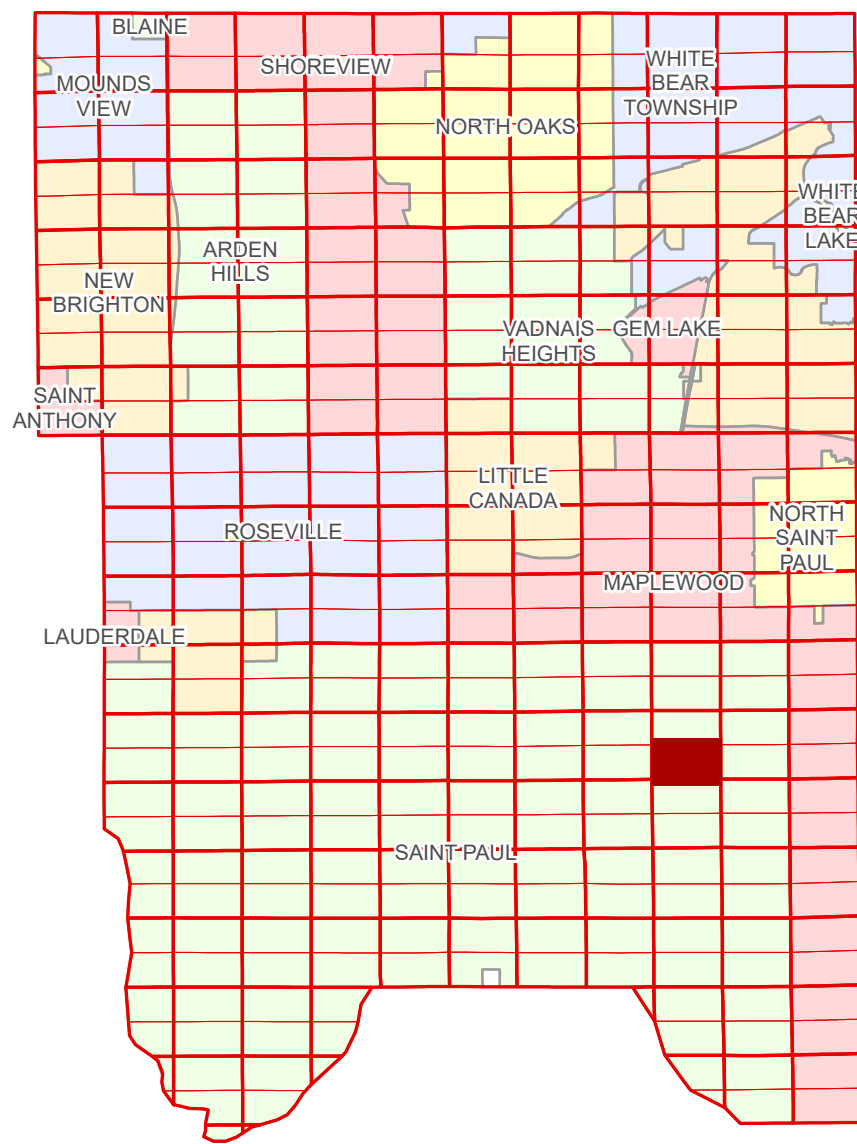 BLAINE
SHOREVIEW
WHITE
BEAR
TOWNSHIP
MOUNDS
VIEW
NORTH OAKS
WHITE
BEAR
LAKE
ARDEN
HILLS
NEW
BRIGHTON
VADNAIS
HEIGHTS
GEM LAKE
SAINT
ANTHONY
LITTLE
CANADA
NORTH
SAINT
PAUL
ROSEVILLE
MAPLEWOOD
LAUDERDALE
SAINT PAUL